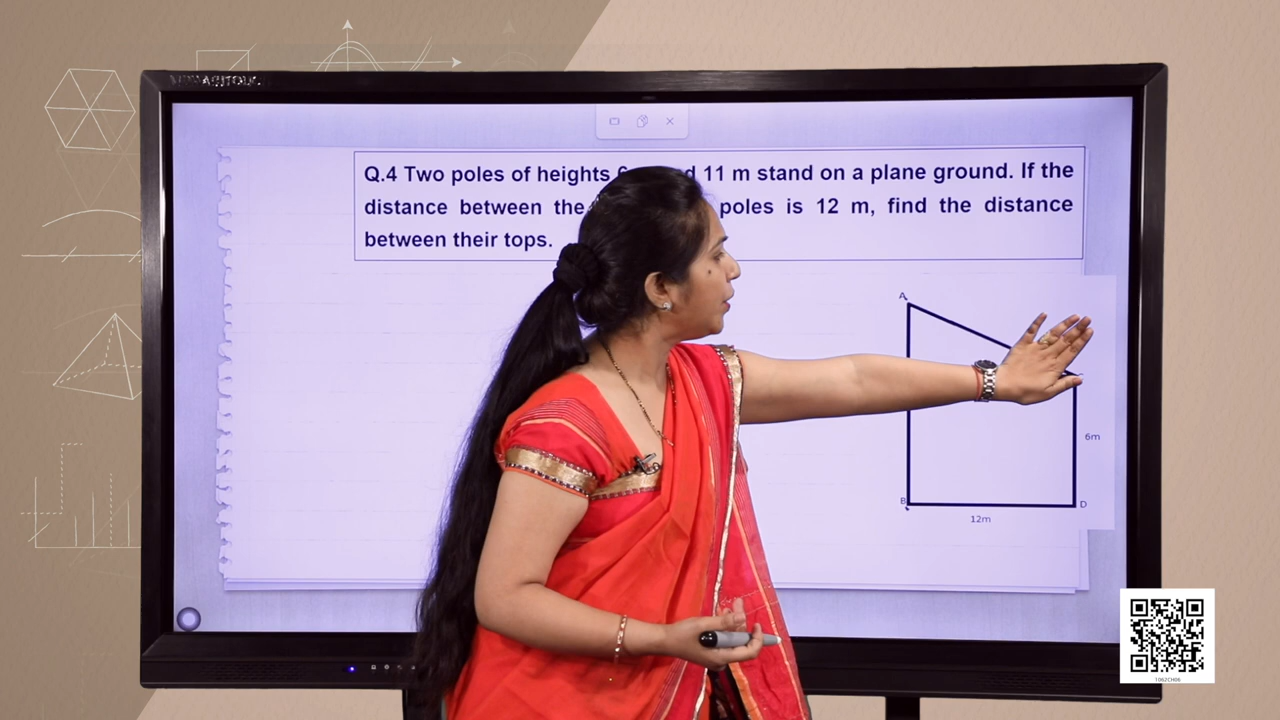 Q.4 Two poles of heights 11 m stand on a plane ground. If the
distance between the poles is 12 m, find the distance
between their tops.
A
6m
B
D
12m
1062CH06